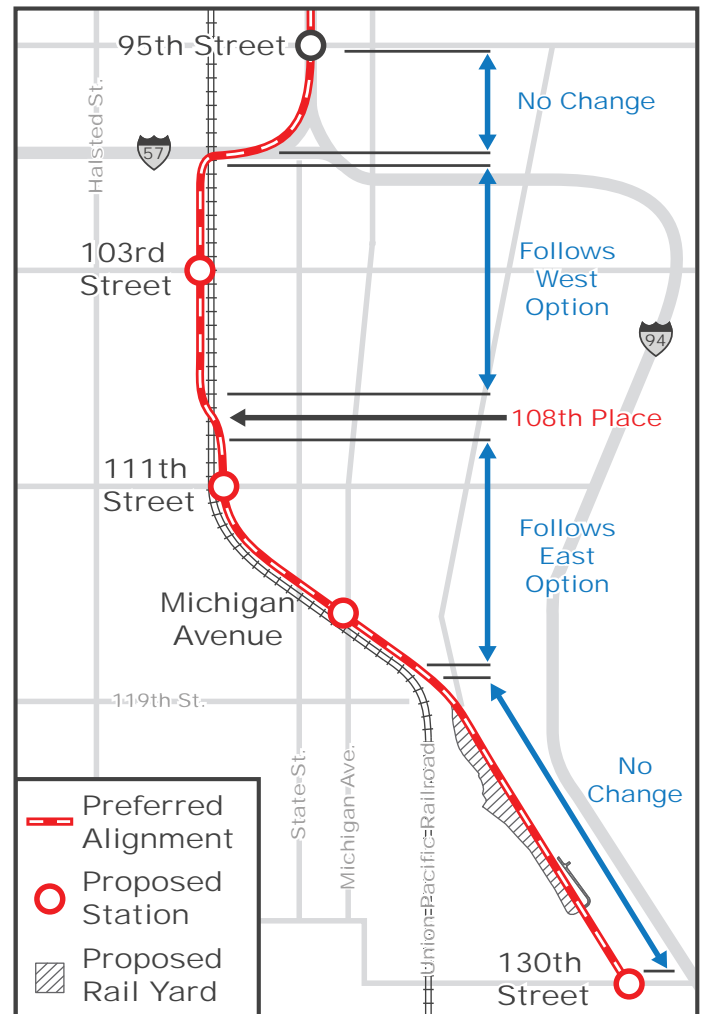 95th Street
No Change
Halsted St.
57
103rd
Street
Follows
West
Option
94
108th Place
111th
Street
Follows
East
Option
Michigan
Avenue
119th St.
State St.
Michigan Ave.
Union Pacific Railroad
No
Change
130th
Street
Preferred
Alignment
Proposed
Station
Proposed
Rail Yard